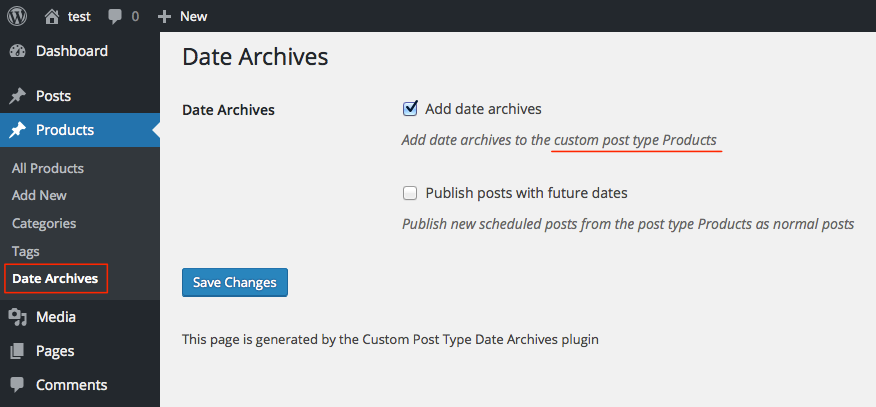 test 0 New
Dashboard
Posts
Products
All Products
Add New
Categories
Tags
Date Archives
Media
Pages
Comments
Date Archives
Date Archives
Add date archives
Add date archives to the custom post type Products
Publish posts with future dates
Publish new scheduled posts from the post type Products as normal posts
Save Changes
This page is generated by the Custom Post Type Date Archives plugin